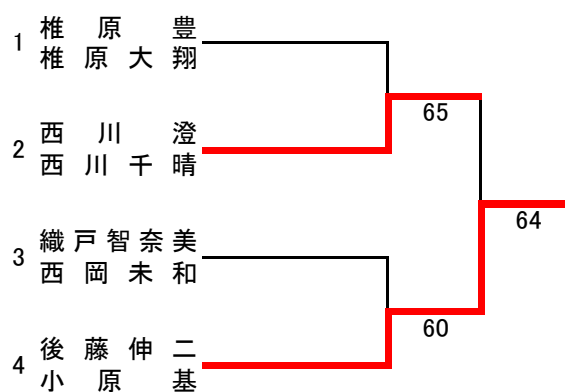 1
椎原豊
椎原大翔
65
2
西川澄
西川千晴
64
3
織戸智奈美
西岡未和
60
4
後藤伸二
小原基